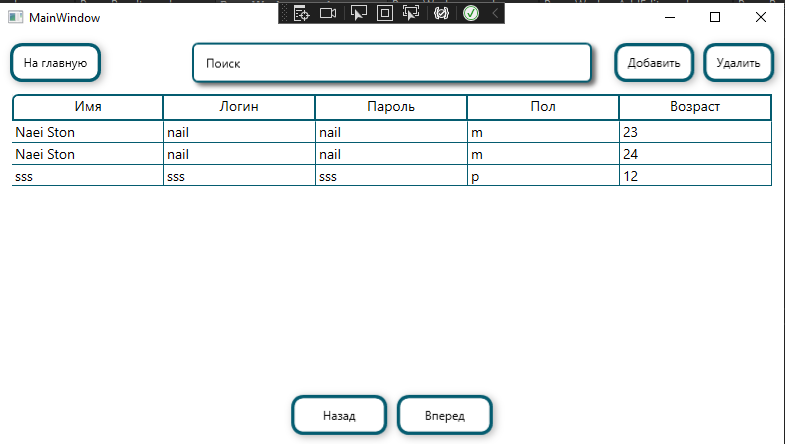 MainWindow
На главную
Поиск
Добавить
Удалить
Имя Логин Пароль Пол Возраст
Naei Ston nail nail m 23
Naei Ston nail nail m 24
sss sss sss p 12
Назад
Вперед